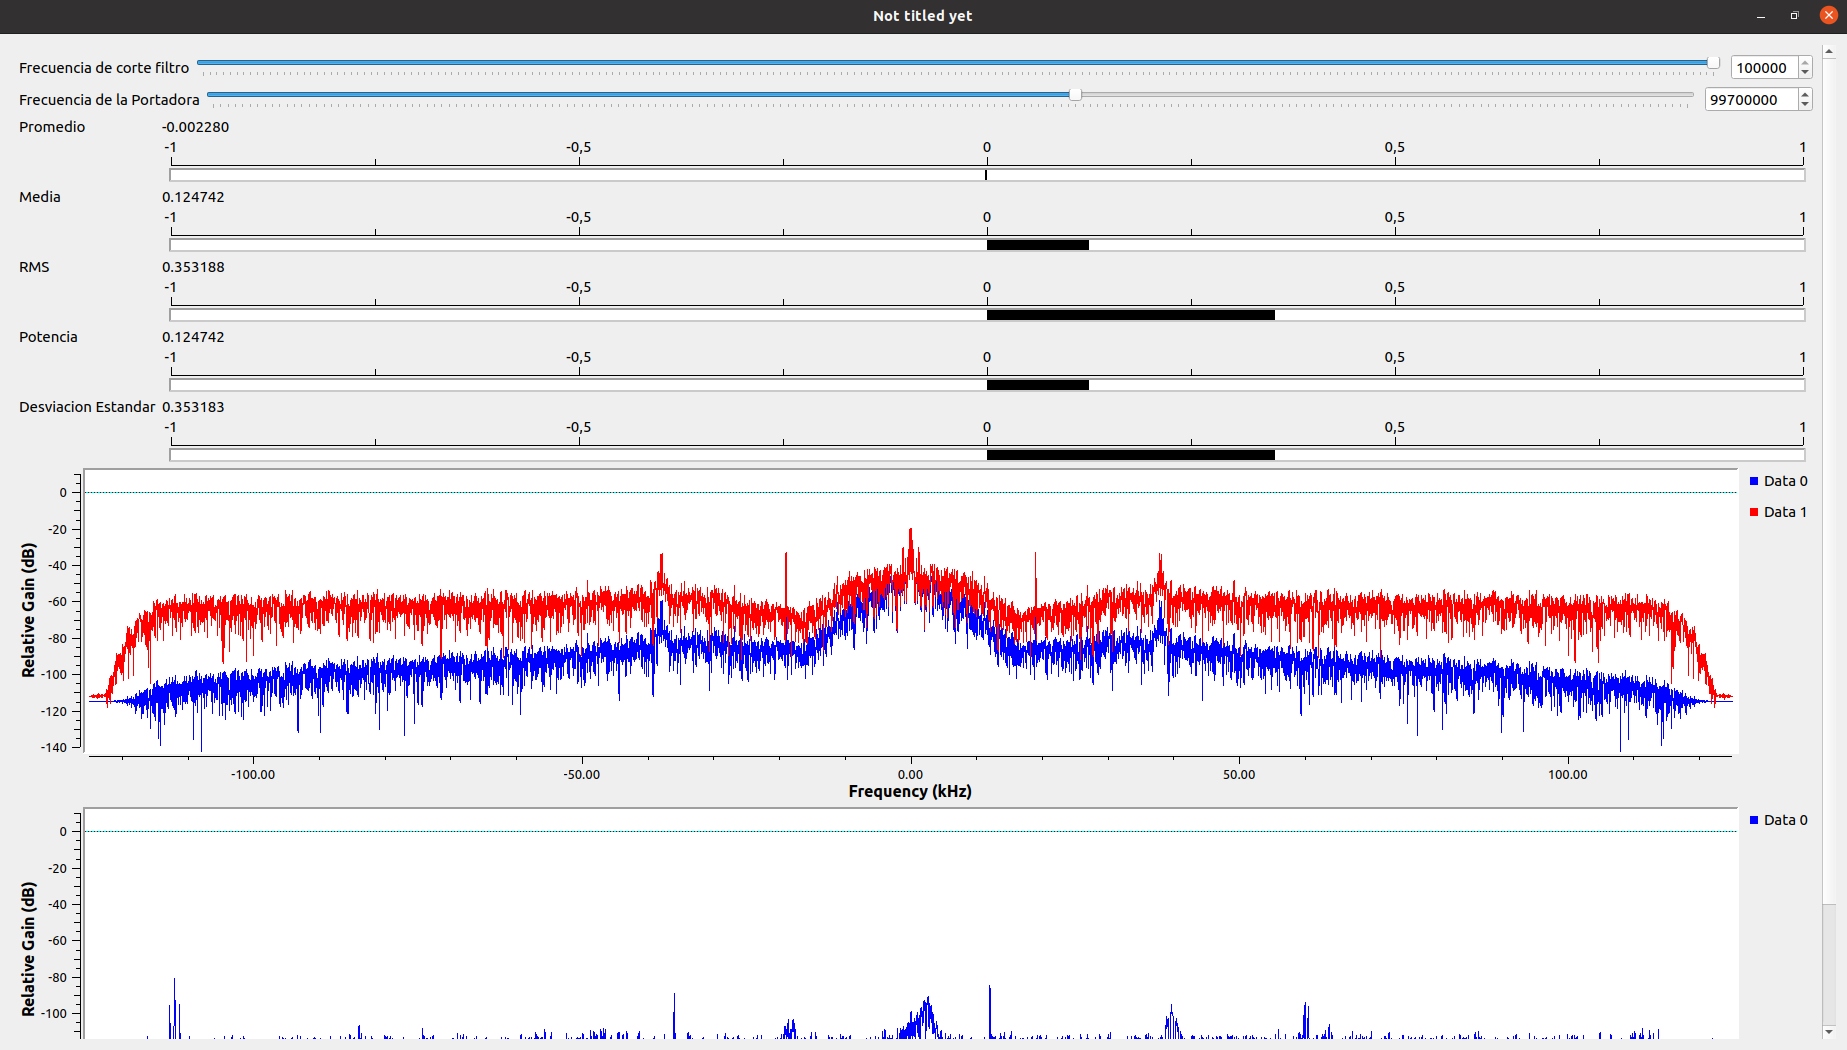 Not titled yet
Frecuencia de corte filtro 100000
Frecuencia de la Portadora 99700000
Promedio -0.002280
-1 -0,5 0 0,5 1
Media 0.124742
-1 -0,5 0 0,5 1
RMS 0.353188
-1 -0,5 0 0,5 1
Potencia 0.124742
-1 -0,5 0 0,5 1
Desviacion Estandar 0.353183
-1 -0,5 0 0,5 1
Relative Gain (dB)
0
-20
-40
-60
-80
-100
-120
-140
Data 0
Data 1
-100.00 -50.00 0.00 50.00 100.00
Frequency (kHz)
Relative Gain (dB)
0
-20
-40
-60
-80
-100
Data 0